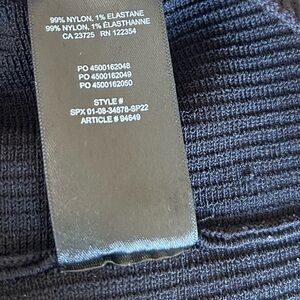 99% NYLON, 1% ELASTANE
99% NYLON, 1% ÉLASTHANNE
CA 23725 RN 122354
PO 4500162048
PO 4500162049
PO 4500162050
STYLE #
SPX 01-08-34878-SP22
ARTICLE # 94649